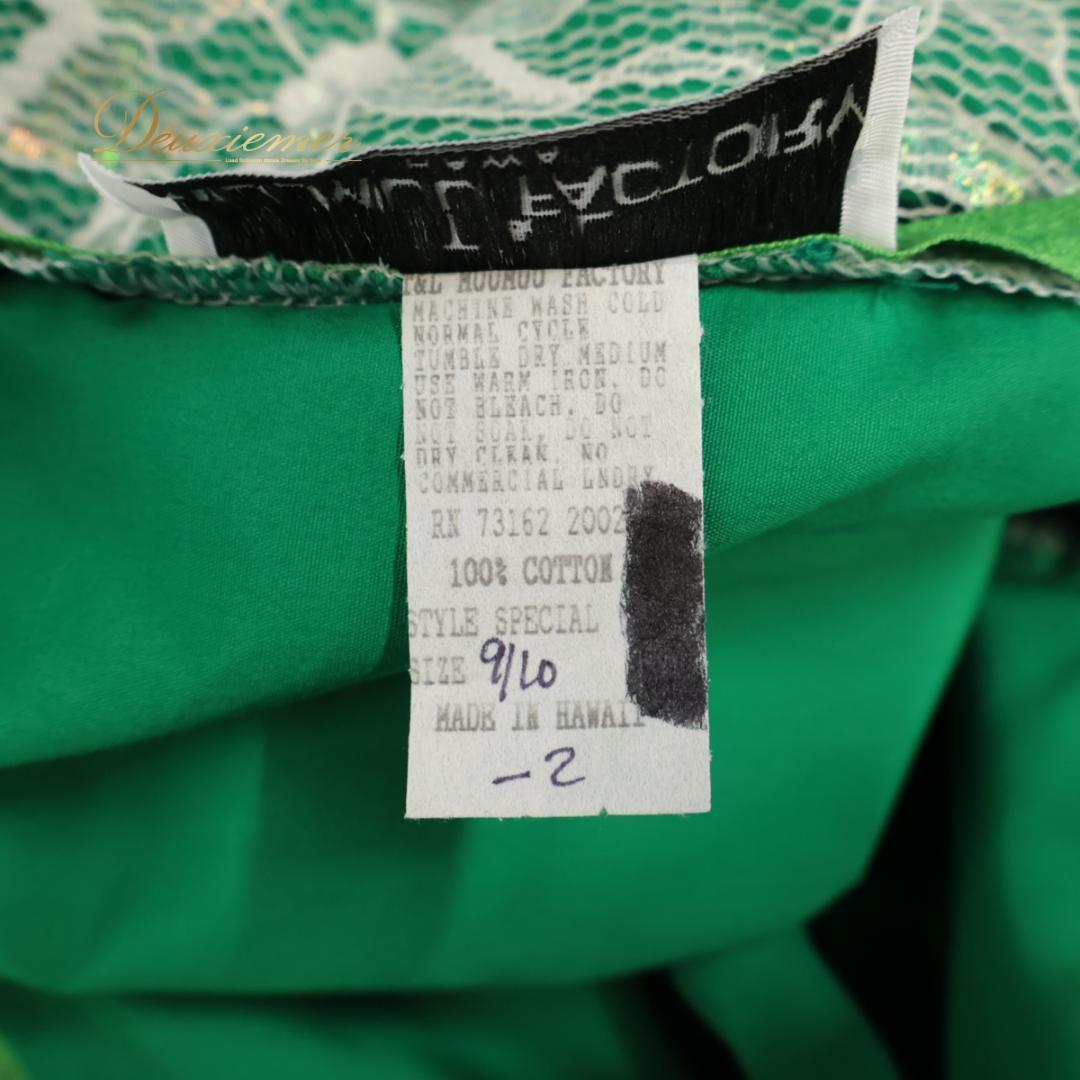 Deuxiemer
T&L MUUMUU FACTORY
MACHINE WASH COLD
NORMAL CYCLE
TUMBLE DRY MEDIUM
USE WARM IRON. DO
NOT BLEACH. DO
NOT SOAK, DO NOT
DRY CLEAN. NO
COMMERCIAL LNDRY
RN 73162 2002
100% COTTON
STYLE SPECIAL
SIZE 9/10
MADE IN HAWAII
-2